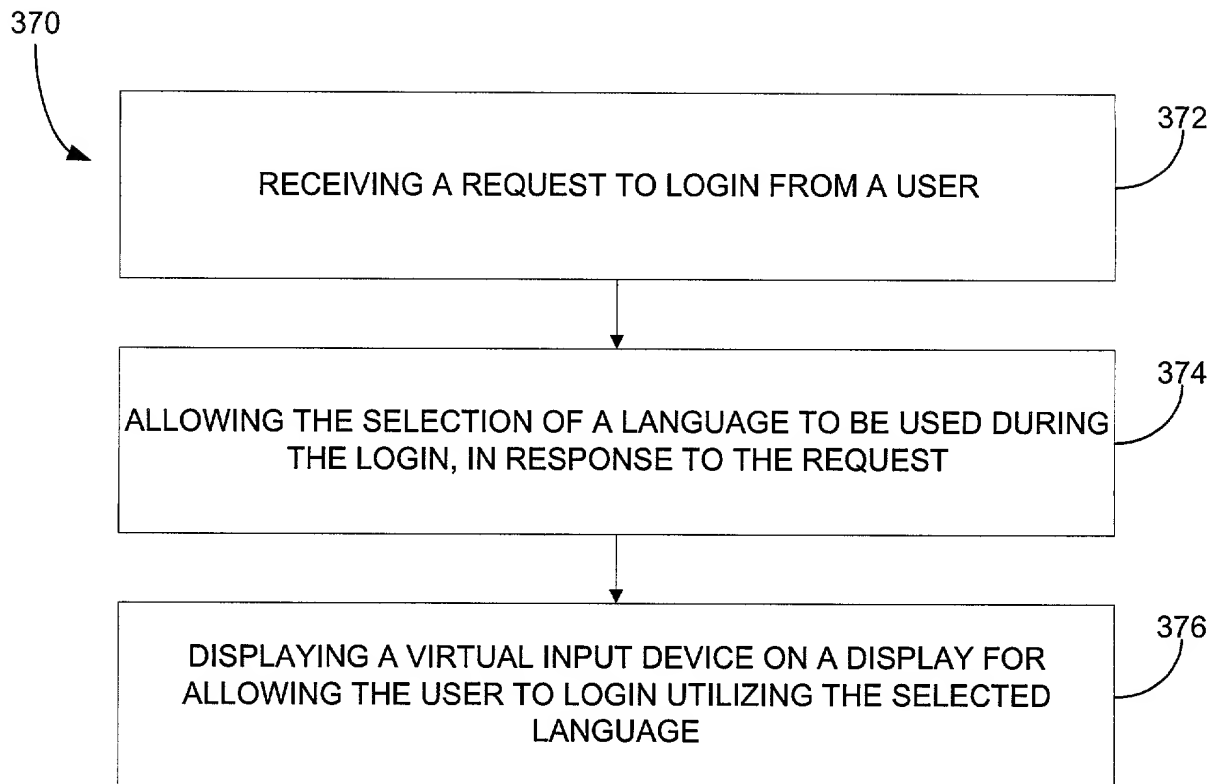 370
372
RECEIVING A REQUEST TO LOGIN FROM A USER
374
ALLOWING THE SELECTION OF A LANGUAGE TO BE USED DURING
THE LOGIN, IN RESPONSE TO THE REQUEST
376
DISPLAYING A VIRTUAL INPUT DEVICE ON A DISPLAY FOR
ALLOWING THE USER TO LOGIN UTILIZING THE SELECTED
LANGUAGE